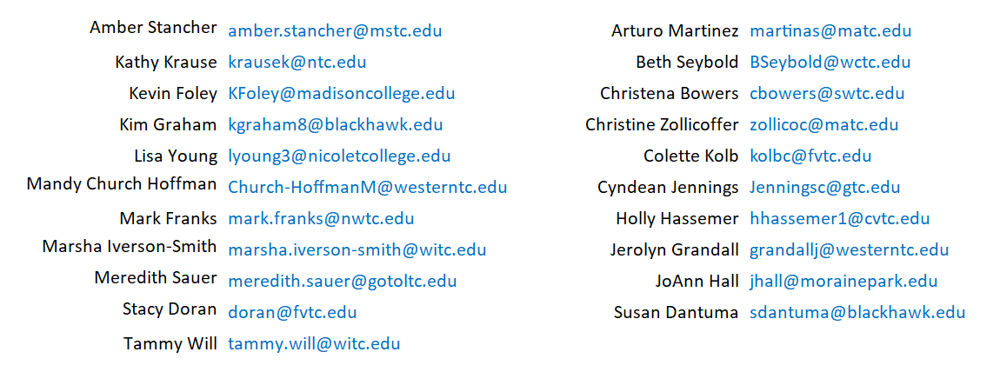 Amber Stancher amber.stancher@mstc.edu
Kathy Krause krausek@ntc.edu
Kevin Foley KFoley@madisoncollege.edu
Kim Graham kgraham8@blackhawk.edu
Lisa Young lyoung3@nicoletcollege.edu
Mandy Church Hoffman Church-HoffmanM@westerntc.edu
Mark Franks mark.franks@nwtc.edu
Marsha Iverson-Smith marsha.iverson-smith@witc.edu
Meredith Sauer meredith.sauer@gotoltc.edu
Stacy Doran doran@fvtc.edu
Tammy Will tammy.will@witc.edu
Arturo Martinez martinas@matc.edu
Beth Seybold BSeybold@wctc.edu
Christena Bowers cbowers@swtc.edu
Christine Zollicoffer zollicoc@matc.edu
Colette Kolb kolbc@fvtc.edu
Cyndean Jennings Jenningsc@gtc.edu
Holly Hassemer hhassemer1@cvtc.edu
Jerolyn Grandall grandallj@westerntc.edu
JoAnn Hall jhall@morainepark.edu
Susan Dantuma sdantuma@blackhawk.edu